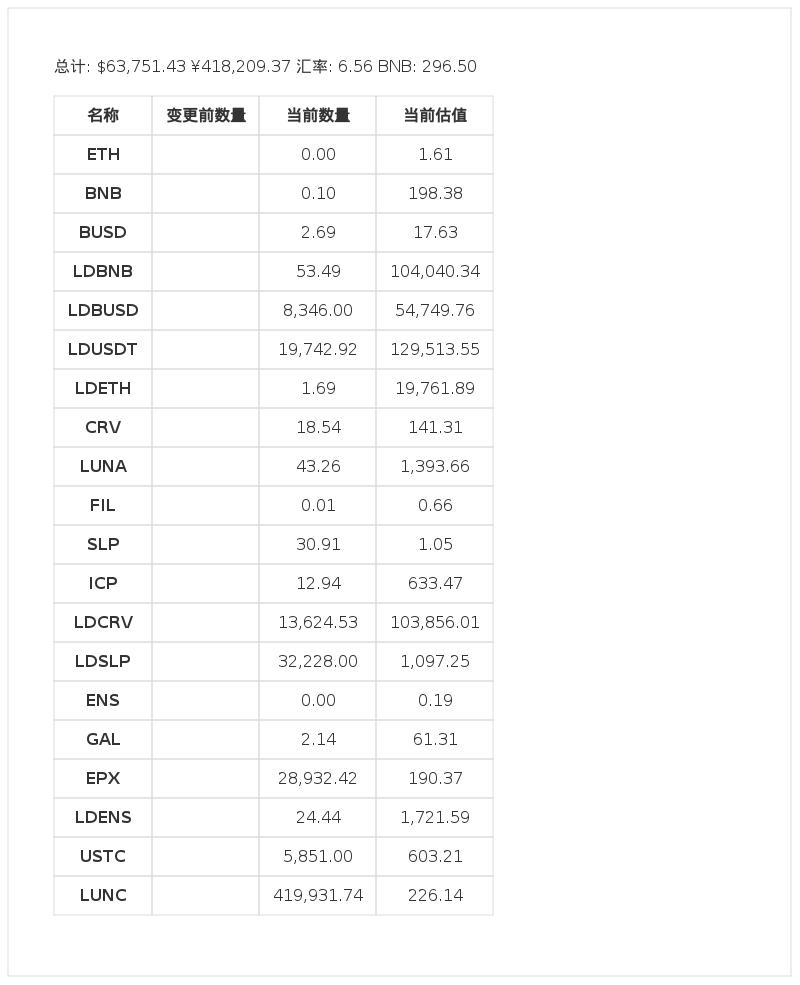 总计: $63,751.43 ¥418,209.37 汇率: 6.56 BNB: 296.50
名称 变更前数量 当前数量 当前估值
ETH 0.00 1.61
BNB 0.10 198.38
BUSD 2.69 17.63
LDBNB 53.49 104,040.34
LDBUSD 8,346.00 54,749.76
LDUSDT 19,742.92 129,513.55
LDETH 1.69 19,761.89
CRV 18.54 141.31
LUNA 43.26 1,393.66
FIL 0.01 0.66
SLP 30.91 1.05
ICP 12.94 633.47
LDCRV 13,624.53 103,856.01
LDSLP 32,228.00 1,097.25
ENS 0.00 0.19
GAL 2.14 61.31
EPX 28,932.42 190.37
LDENS 24.44 1,721.59
USTC 5,851.00 603.21
LUNC 419,931.74 226.14